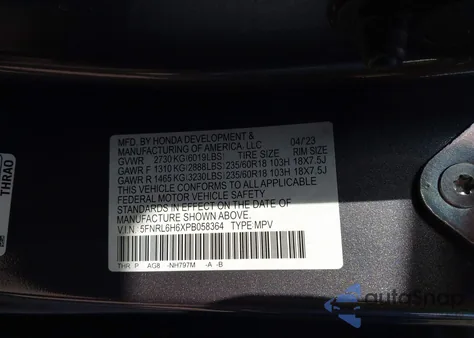 MFD. BY HONDA DEVELOPMENT &
MANUFACTURING OF AMERICA, LLC 04/23
GVWR 2730 KG(6019LBS) TIRE SIZE RIM SIZE
GAWR F 1310 KG(2888LBS) 235/60R18 103H 18X7.5J
GAWR R 1465 KG(3230LBS) 235/60R18 103H 18X7.5J
THIS VEHICLE CONFORMS TO ALL APPLICABLE
FEDERAL MOTOR VEHICLE SAFETY
STANDARDS IN EFFECT ON THE DATE OF
MANUFACTURE SHOWN ABOVE.
V.I.N. 5FNRL6H6XPB058364 TYPE MPV
THR P AG8 -NH797M -A -B
THRA0
autoSnap